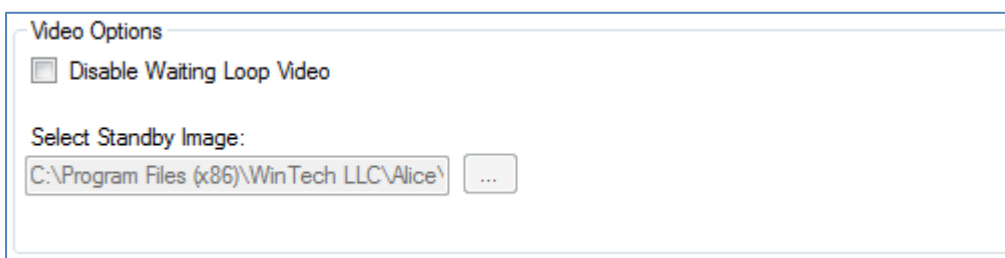 Video Options
Disable Waiting Loop Video
Select Standby Image:
C:\Program Files (x86)\WinTech LLC\Alice\
...